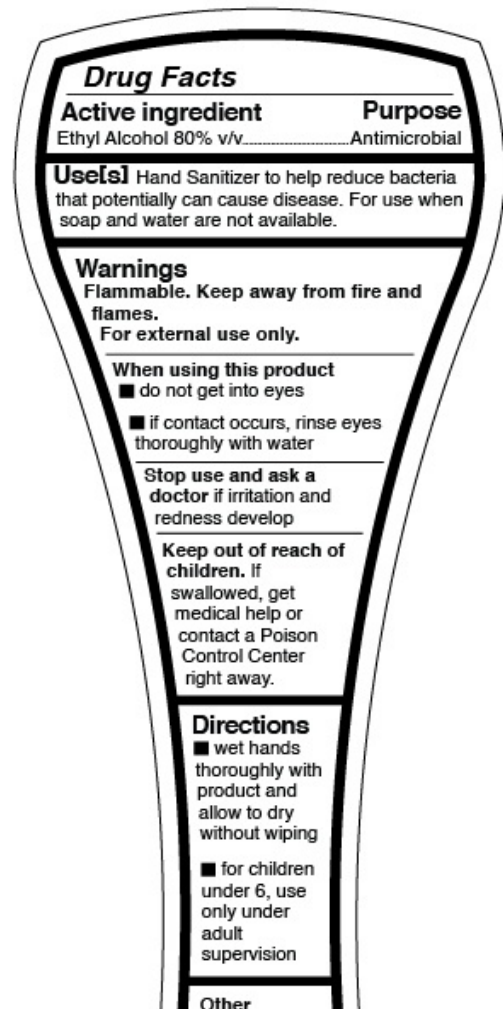 Drug Facts
Active ingredient Purpose
Ethyl Alcohol 80% v/v..............................Antimicrobial
Use[s] Hand Sanitizer to help reduce bacteria
that potentially can cause disease. For use when
soap and water are not available.
Warnings
Flammable. Keep away from fire and
flames.
For external use only.
When using this product
■ do not get into eyes
■ if contact occurs, rinse eyes
thoroughly with water
Stop use and ask a
doctor if irritation and
redness develop
Keep out of reach of
children. If
swallowed, get
medical help or
contact a Poison
Control Center
right away.
Directions
■ wet hands
thoroughly with
product and
allow to dry
without wiping
■ for children
under 6, use
only under
adult
supervision
Other